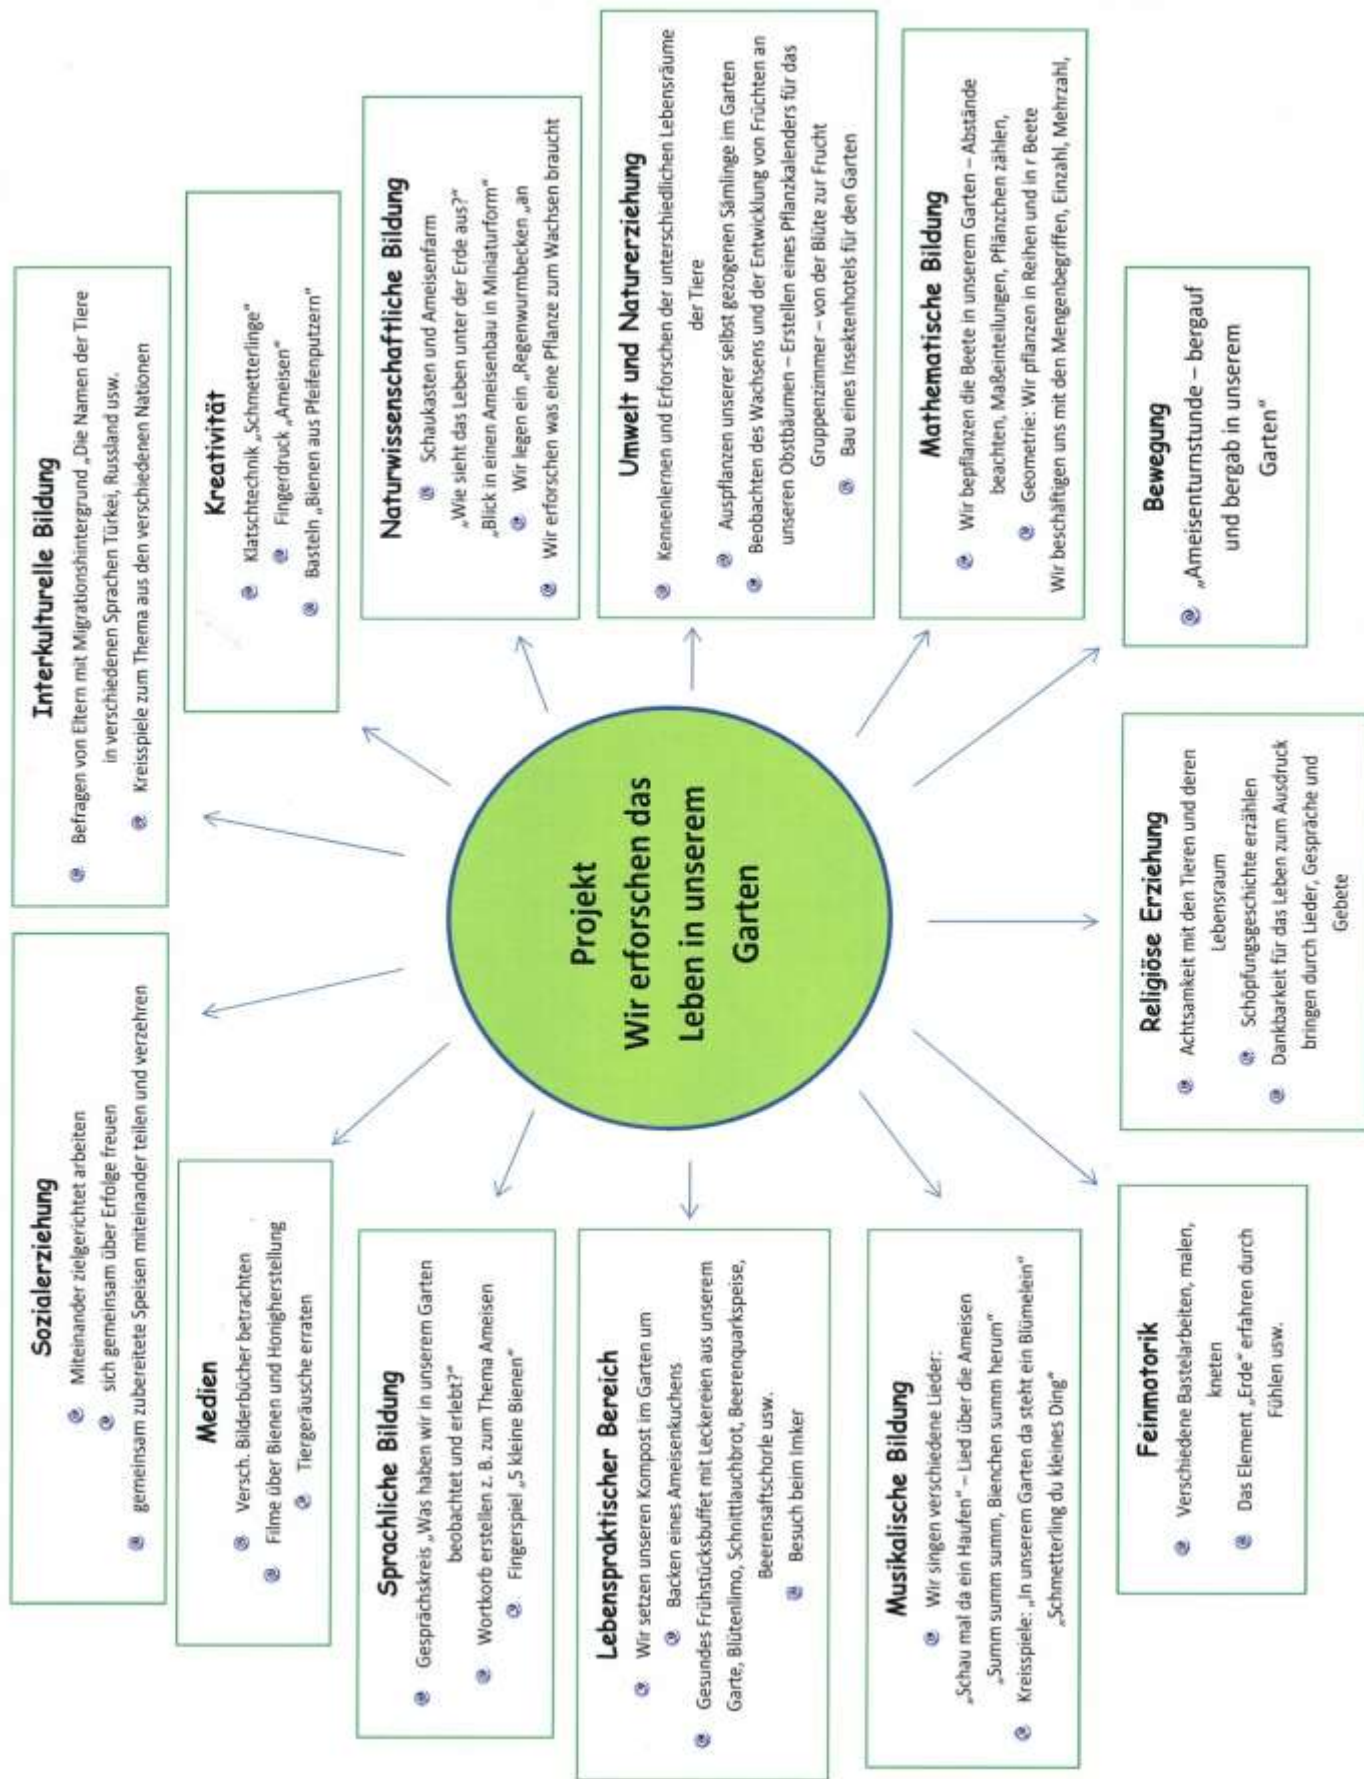 Sozialerziehung
Miteinander zielgerichtet arbeiten
sich gemeinsam über Erfolge freuen
gemeinsam zubereitete Speisen miteinander teilen und verzehren
Interkulturelle Bildung
Befragen von Eltern mit Migrationshintergrund „Die Namen der Tiere
in verschiedenen Sprachen Türkei, Russland usw.
Kreisspiele zum Thema aus den verschiedenen Nationen
Medien
Versch. Bilderbücher betrachten
Filme über Bienen und Honigherstellung
Tiergeräusche erraten
Kreativität
Klatschtechnik „Schmetterlinge"
Fingerdruck „Ameisen"
Basteln „Bienen aus Pfeifenputzern"
Sprachliche Bildung
Gesprächskreis „Was haben wir in unserem Garten
beobachtet und erlebt?"
Wortkorb erstellen z. B. zum Thema Ameisen
Fingerspiel „5 kleine Bienen"
Naturwissenschaftliche Bildung
Schaukasten und Ameisenfarm
„Wie sieht das Leben unter der Erde aus?"
„Blick in einen Ameisenbau in Miniaturform"
Wir legen ein „Regenwurmbecken „an
Wir erforschen was eine Pflanze zum Wachsen braucht
Projekt
Wir erforschen das
Leben in unserem
Garten
Lebenspraktischer Bereich
Wir setzen unseren Kompost im Garten um
Backen eines Ameisenkuchens
Gesundes Frühstücksbuffet mit Leckereien aus unserem
Garte, Blütenlimo, Schnittlauchbrot, Beerenquarkspeise,
Beerensaftschorle usw.
Besuch beim Imker
Umwelt und Naturerziehung
Kennenlernen und Erforschen der unterschiedlichen Lebensräume
der Tiere
Auspflanzen unserer selbst gezogenen Sämlinge im Garten
Beobachten des Wachsens und der Entwicklung von Früchten an
unseren Obstbäumen – Erstellen eines Pflanzkalenders für das
Gruppenzimmer – von der Blüte zur Frucht
Bau eines Insektenhotels für den Garten
Musikalische Bildung
Wir singen verschiedene Lieder:
„Schau mal da ein Haufen" – Lied über die Ameisen
„Summ summ, Bienchen summ herum"
Kreisspiele: „In unserem Garten da steht ein Blümelein"
„Schmetterling du kleines Ding"
Mathematische Bildung
Wir bepflanzen die Beete in unserem Garten – Abstände
beachten, Maßeinteilungen, Pflänzchen zählen,
Geometrie: Wir pflanzen in Reihen und in r Beete
Wir beschäftigen uns mit den Mengenbegriffen, Einzahl, Mehrzahl,
Feinmotorik
Verschiedene Bastelarbeiten, malen,
kneten
Das Element „Erde" erfahren durch
Fühlen usw.
Religiöse Erziehung
Achtsamkeit mit den Tieren und deren
Lebensraum
Schöpfungsgeschichte erzählen
Dankbarkeit für das Leben zum Ausdruck
bringen durch Lieder, Gespräche und
Gebete
Bewegung
„Ameisenturnstunde – bergauf
und bergab in unserem
Garten"